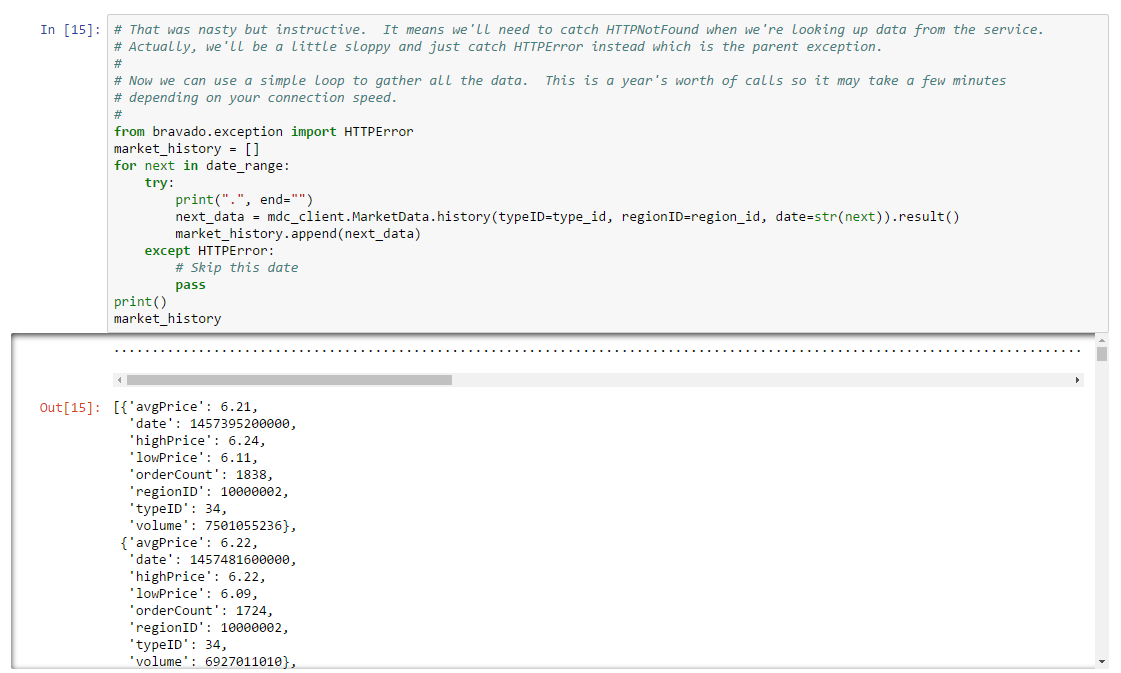 In [15]: # That was nasty but instructive.  It means we'll need to catch HTTPNotFound when we're looking up data from the service.
# Actually, we'll be a little sloppy and just catch HTTPError instead which is the parent exception.
#
# Now we can use a simple loop to gather all the data.  This is a year's worth of calls so it may take a few minutes
# depending on your connection speed.
#
from bravado.exception import HTTPError
market_history = []
for next in date_range:
    try:
        print(".", end="")
        next_data = mdc_client.MarketData.history(typeID=type_id, regionID=region_id, date=str(next)).result()
        market_history.append(next_data)
    except HTTPError:
        # Skip this date
        pass
print()
market_history
..............................................................................................................................
Out[15]: [{'avgPrice': 6.21,
  'date': 1457395200000,
  'highPrice': 6.24,
  'lowPrice': 6.11,
  'orderCount': 1838,
  'regionID': 10000002,
  'typeID': 34,
  'volume': 7501055236},
 {'avgPrice': 6.22,
  'date': 1457481600000,
  'highPrice': 6.22,
  'lowPrice': 6.09,
  'orderCount': 1724,
  'regionID': 10000002,
  'typeID': 34,
  'volume': 6927011010},